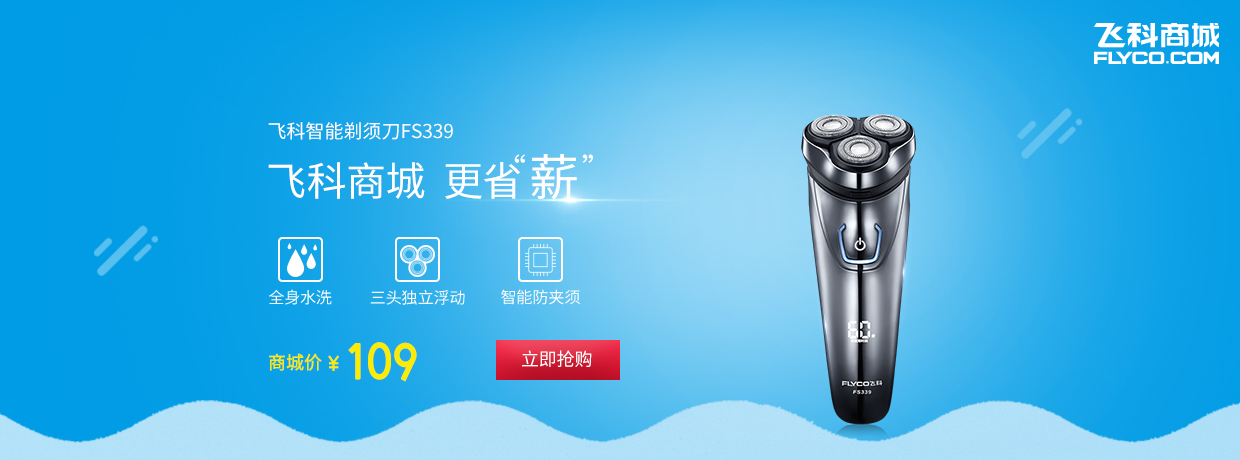 飞科商城
FLYCO.COM
飞科智能剃须刀FS339
飞科商城 更省“薪”
全身水洗
三头独立浮动
智能防夹须
商城价¥109
立即抢购
60.
FLYCO飞科
FS339